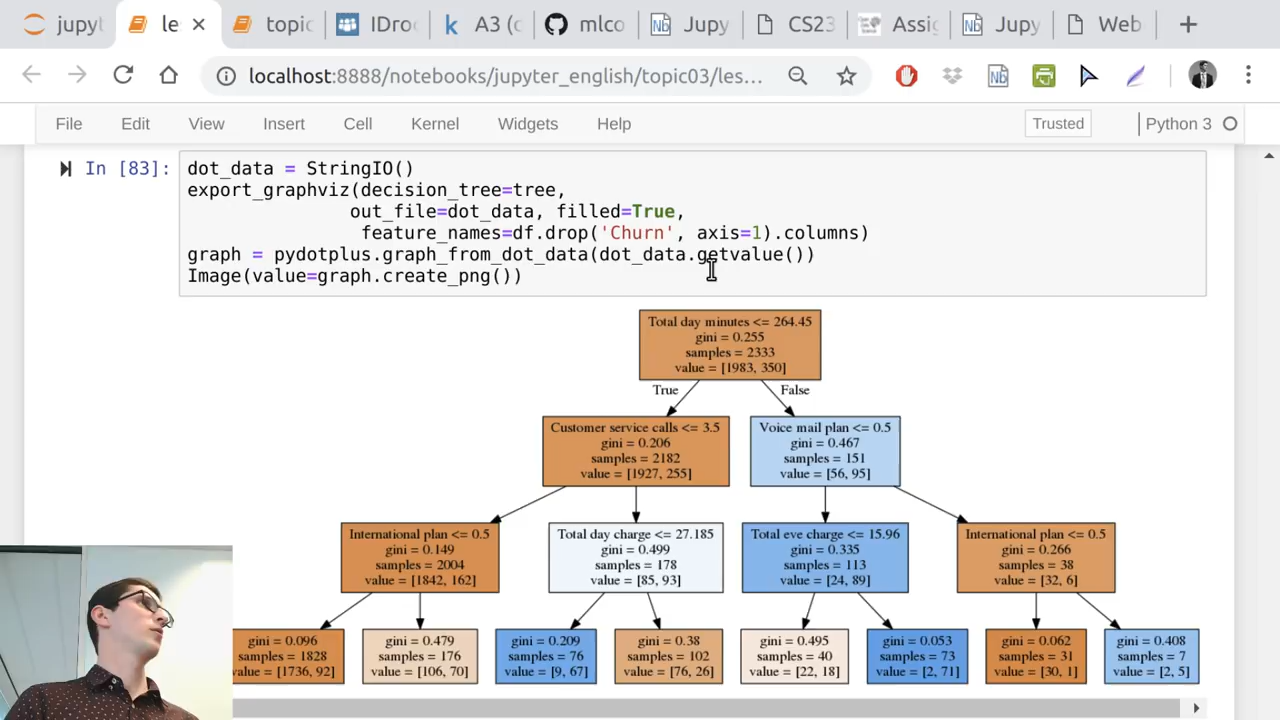 jupyt
le
topic
IDroo
A3 (c
mlco
Jupy
CS23
Assig
Jupy
Web
localhost:8888/notebooks/jupyter_english/topic03/les...
File Edit View Insert Cell Kernel Widgets Help
Trusted
Python 3
In [83]:
dot_data = StringIO()
export_graphviz(decision_tree=tree,
out_file=dot_data, filled=True,
feature_names=df.drop('Churn', axis=1).columns)
graph = pydotplus.graph_from_dot_data(dot_data.getvalue())
Image(value=graph.create_png())
Total day minutes <= 264.45
gini = 0.255
samples = 2333
value = [1983, 350]
True
False
Customer service calls <= 3.5
gini = 0.206
samples = 2182
value = [1927, 255]
Voice mail plan <= 0.5
gini = 0.467
samples = 151
value = [56, 95]
International plan <= 0.5
gini = 0.149
samples = 2004
value = [1842, 162]
Total day charge <= 27.185
gini = 0.499
samples = 178
value = [85, 93]
Total eve charge <= 15.96
gini = 0.335
samples = 113
value = [24, 89]
International plan <= 0.5
gini = 0.266
samples = 38
value = [32, 6]
gini = 0.096
samples = 1828
value = [1736, 92]
gini = 0.479
samples = 176
value = [106, 70]
gini = 0.209
samples = 76
value = [9, 67]
gini = 0.38
samples = 102
value = [76, 26]
gini = 0.495
samples = 40
value = [22, 18]
gini = 0.053
samples = 73
value = [2, 71]
gini = 0.062
samples = 31
value = [30, 1]
gini = 0.408
samples = 7
value = [2, 5]